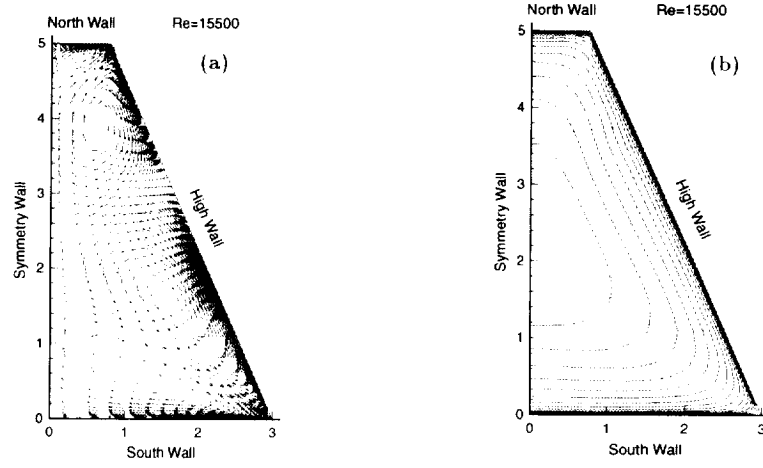 North Wall Re=15500
(a)
5
4
3
2
1
0
Symmetry Wall
High Wall
0 1 2 3
South Wall
North Wall Re=15500
(b)
5
4
3
2
1
0
Symmetry Wall
High Wall
1 2 3
South Wall